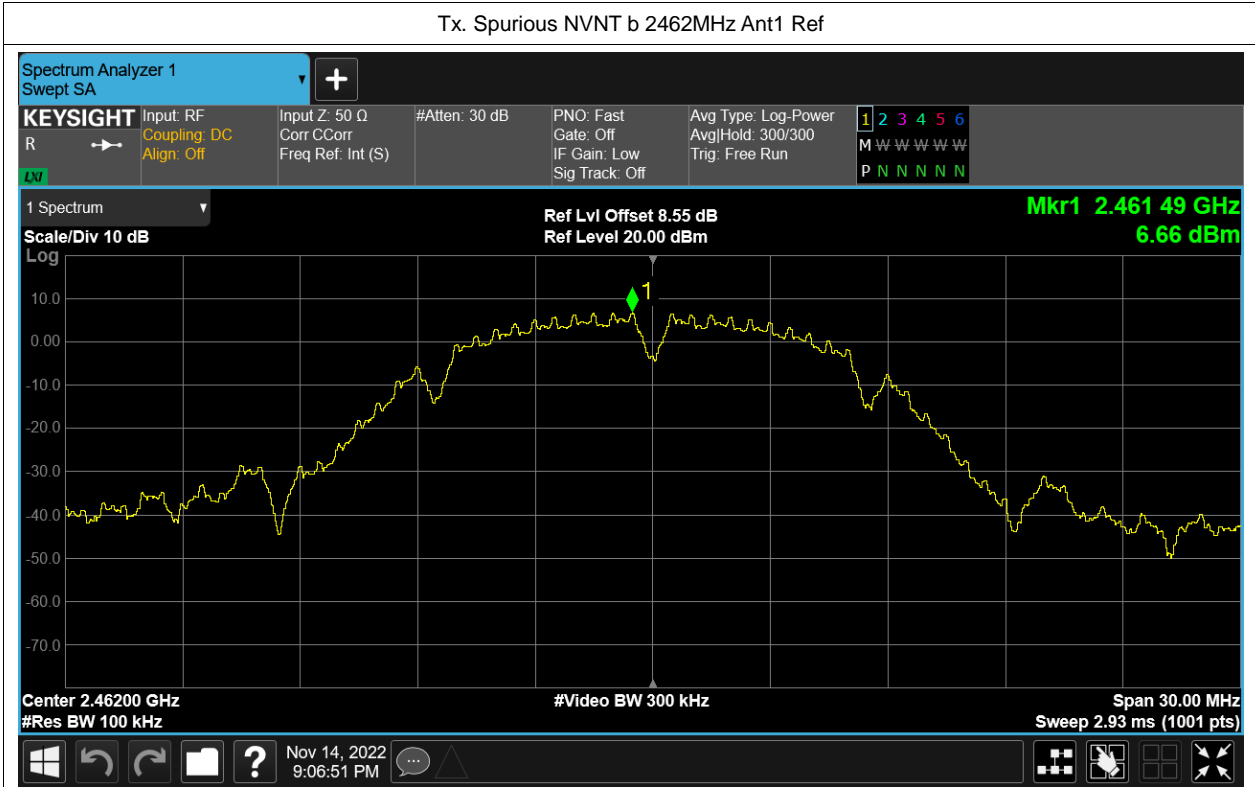 Tx. Spurious NVNT b 2462MHz Ant1 Ref
Spectrum Analyzer 1
Swept SA
KEYSIGHT
R
LXI
Input: RF
Coupling: DC
Align: Off
Input Z: 50 Ω
Corr CCorr
Freq Ref: Int (S)
#Atten: 30 dB
PNO: Fast
Gate: Off
IF Gain: Low
Sig Track: Off
Avg Type: Log-Power
Avg|Hold: 300/300
Trig: Free Run
1 2 3 4 5 6
M W W W W W
P N N N N N
1 Spectrum
Scale/Div 10 dB
Log
Ref Lvl Offset 8.55 dB
Ref Level 20.00 dBm
Mkr1 2.461 49 GHz
6.66 dBm
1
10.0
0.00
-10.0
-20.0
-30.0
-40.0
-50.0
-60.0
-70.0
Center 2.46200 GHz
#Res BW 100 kHz
#Video BW 300 kHz
Span 30.00 MHz
Sweep 2.93 ms (1001 pts)
?
Nov 14, 2022
9:06:51 PM